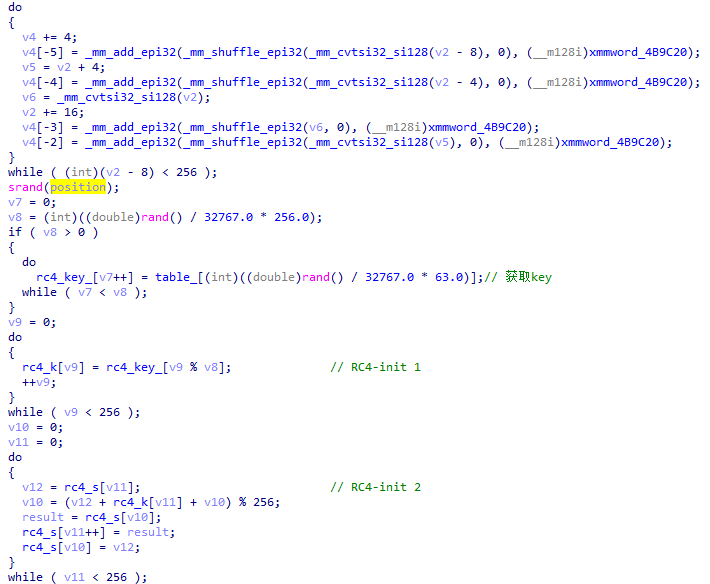 do
{
  v4 += 4;
  v4[-5] = _mm_add_epi32(_mm_shuffle_epi32(_mm_cvtsi32_si128(v2 - 8), 0), (__m128i)xmmword_4B9C20);
  v5 = v2 + 4;
  v4[-4] = _mm_add_epi32(_mm_shuffle_epi32(_mm_cvtsi32_si128(v2 - 4), 0), (__m128i)xmmword_4B9C20);
  v6 = _mm_cvtsi32_si128(v2);
  v2 += 16;
  v4[-3] = _mm_add_epi32(_mm_shuffle_epi32(v6, 0), (__m128i)xmmword_4B9C20);
  v4[-2] = _mm_add_epi32(_mm_shuffle_epi32(_mm_cvtsi32_si128(v5), 0), (__m128i)xmmword_4B9C20);
}
while ( (int)(v2 - 8) < 256 );
srand(position);
v7 = 0;
v8 = (int)((double)rand() / 32767.0 * 256.0);
if ( v8 > 0 )
{
  do
    rc4_key_[v7++] = table_[(int)((double)rand() / 32767.0 * 63.0)];// 获取key
  while ( v7 < v8 );
}
v9 = 0;
do
{
  rc4_k[v9] = rc4_key_[v9 % v8];             // RC4-init 1
  ++v9;
}
while ( v9 < 256 );
v10 = 0;
v11 = 0;
do
{
  v12 = rc4_s[v11];                          // RC4-init 2
  v10 = (v12 + rc4_k[v11] + v10) % 256;
  result = rc4_s[v10];
  rc4_s[v11++] = result;
  rc4_s[v10] = v12;
}
while ( v11 < 256 );